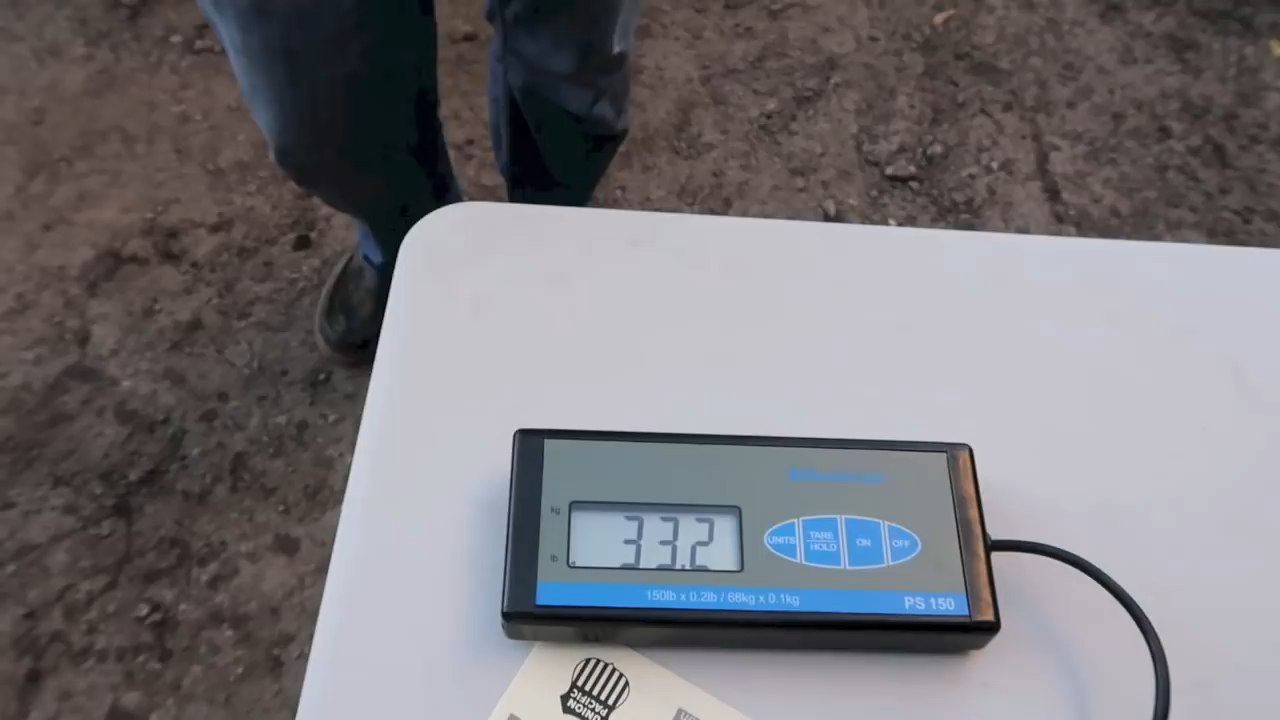 kg
33.2
lb
UNITS
TARE
HOLD
ON
OFF
150lb x 0.2lb / 68kg x 0.1kg
PS 150
UNION
PACIFIC